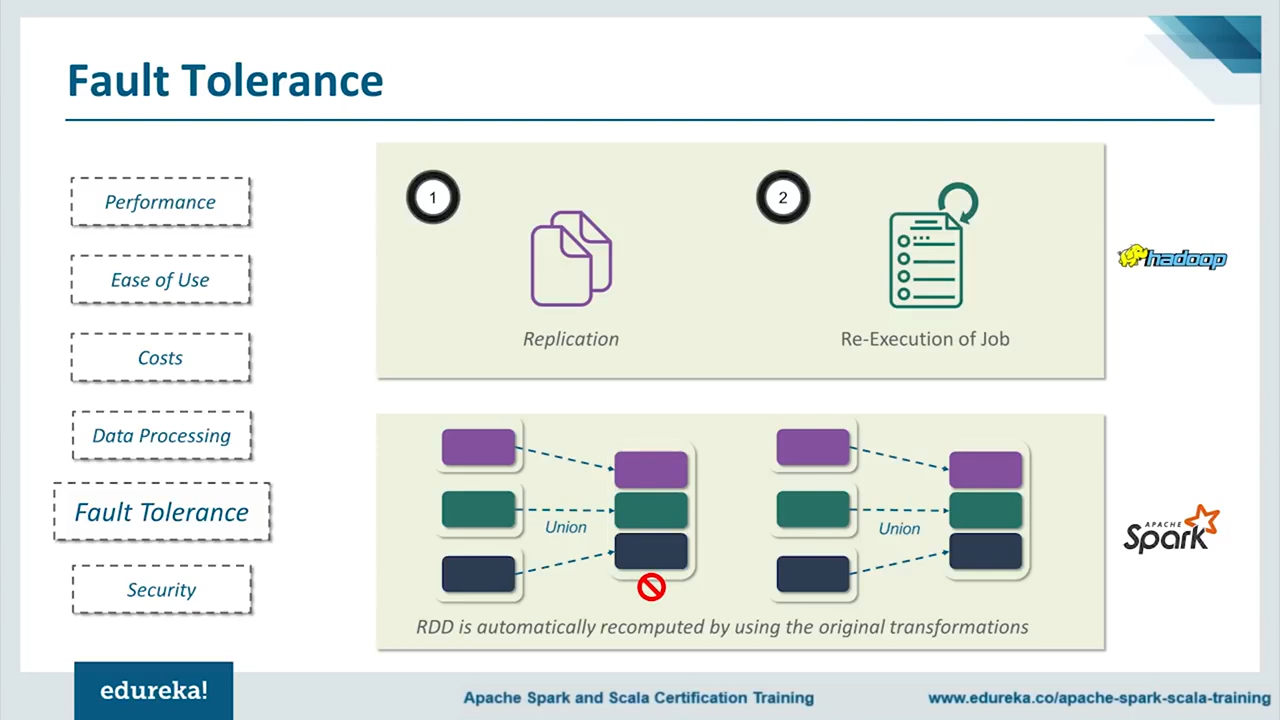 Fault Tolerance
Performance
Ease of Use
Costs
Data Processing
Fault Tolerance
Security
1
Replication
2
Re-Execution of Job
hadoop
Union
Union
RDD is automatically recomputed by using the original transformations
APACHE
Spark
edureka!
Apache Spark and Scala Certification Training
www.edureka.co/apache-spark-scala-training